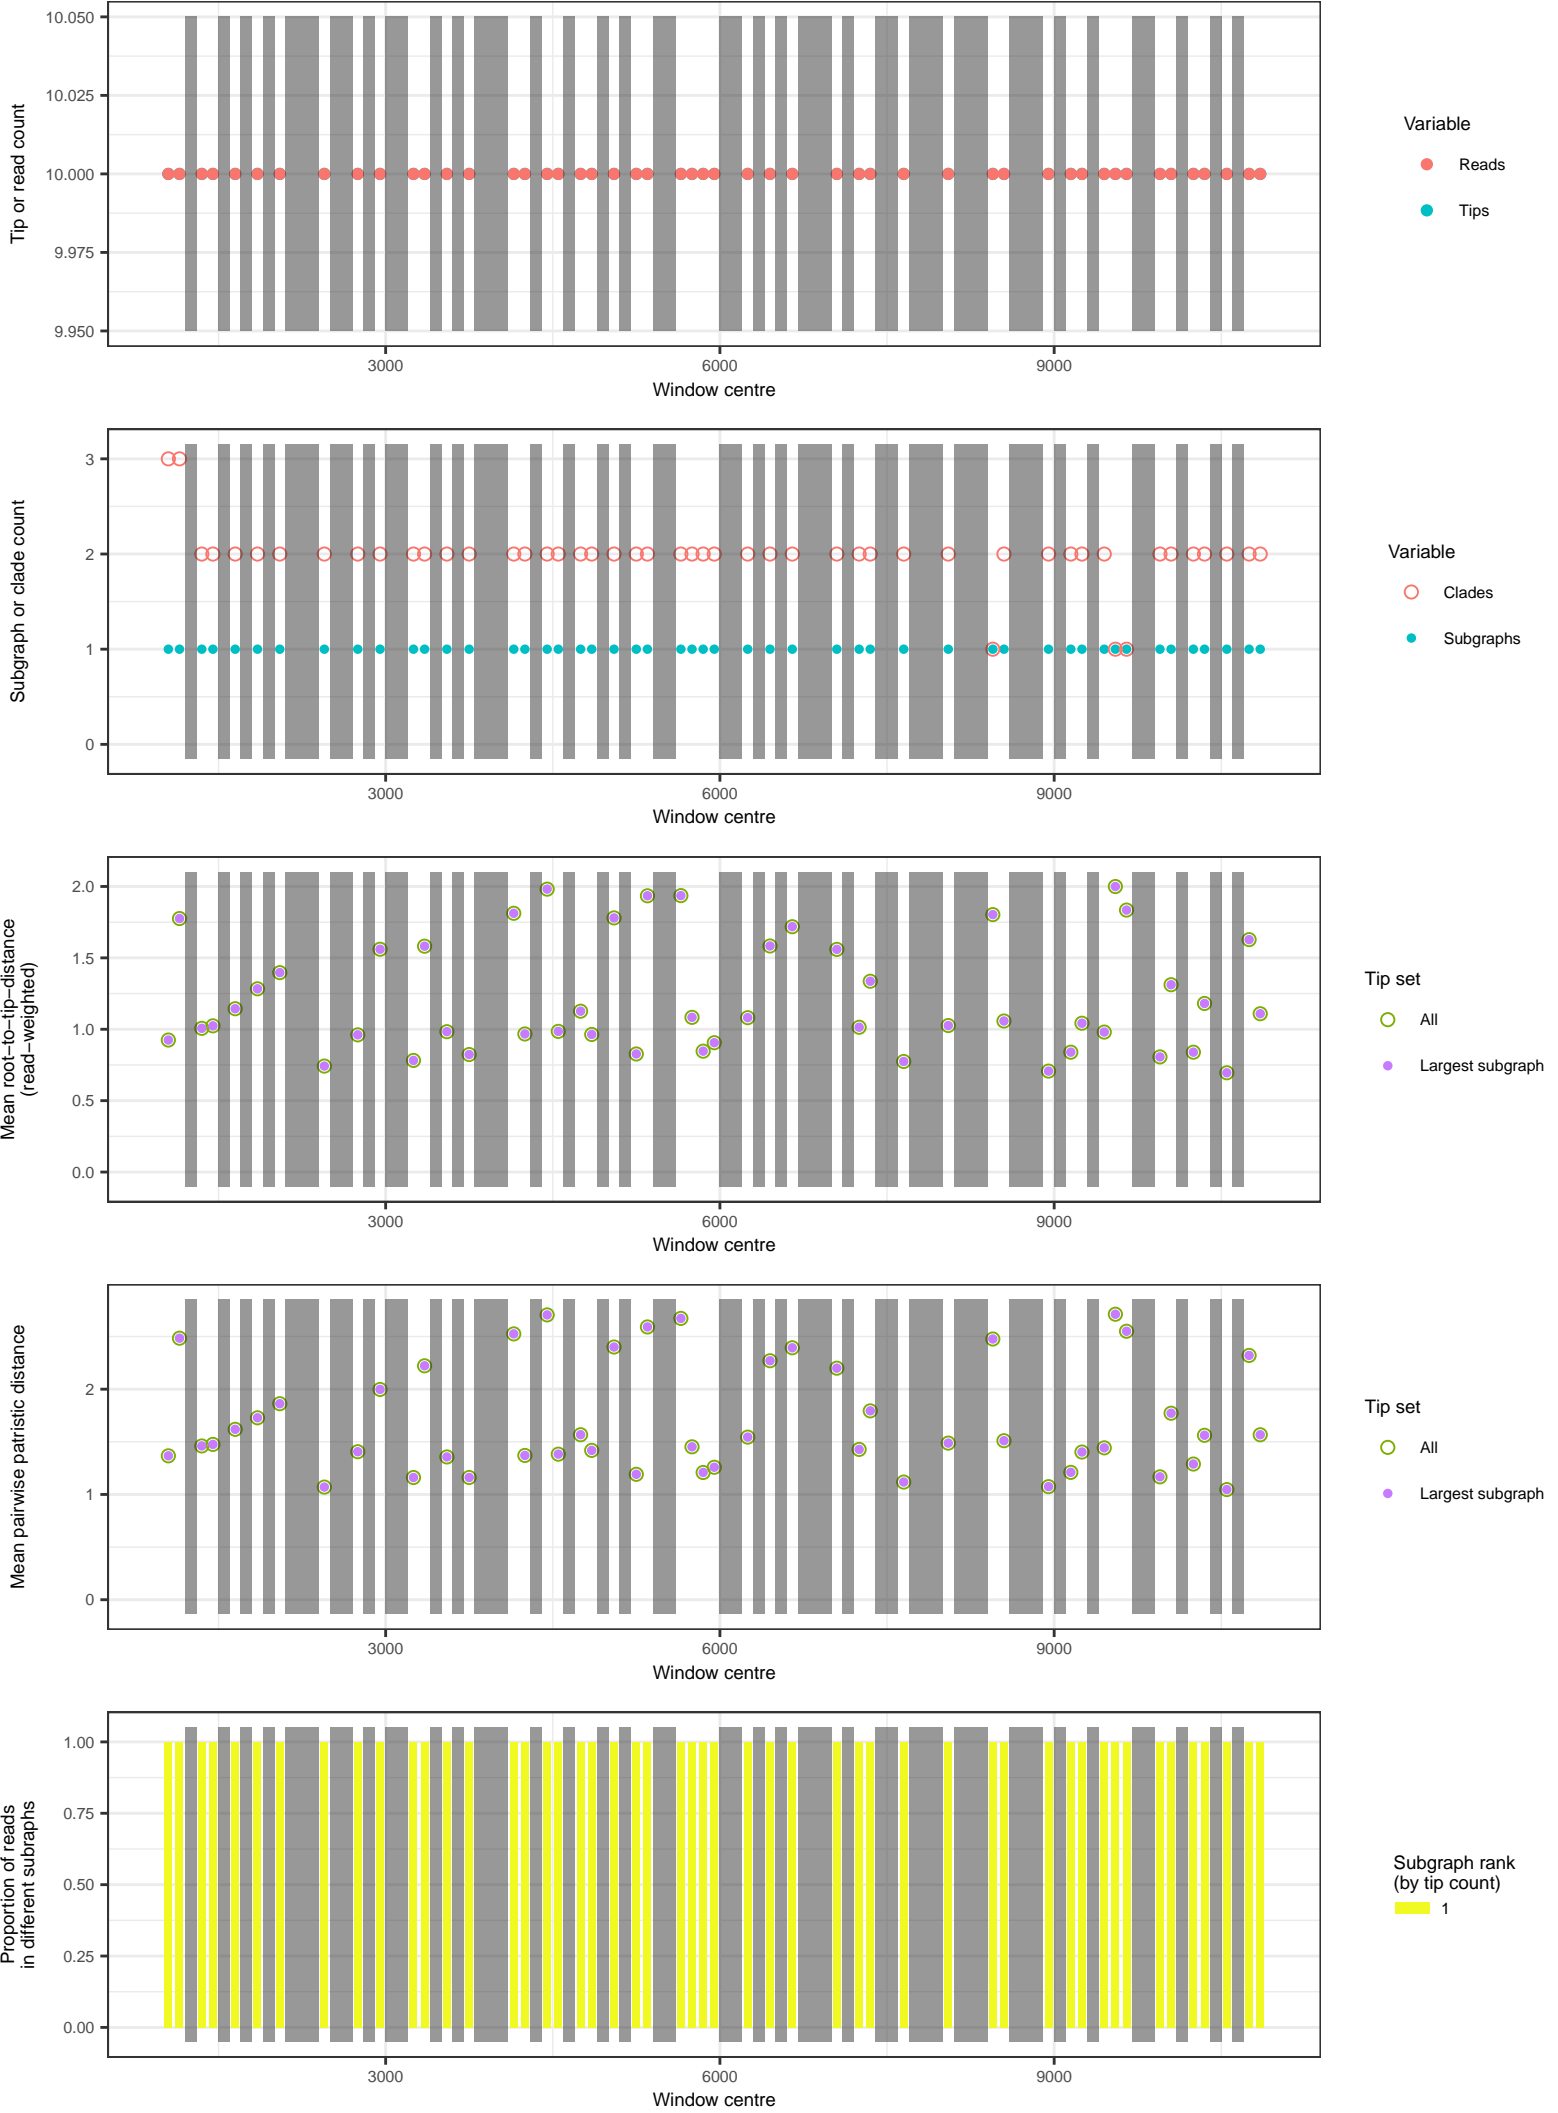 10.050
10.025
10.000
9.975
9.950
Tip or read count
3000
6000
9000
Window centre
Variable
Reads
Tips
3
2
1
0
Subgraph or clade count
3000
6000
9000
Window centre
Variable
Clades
Subgraphs
2.0
1.5
1.0
0.5
0.0
Mean root−to−tip−distance
(read−weighted)
3000
6000
9000
Window centre
Tip set
All
Largest subgraph
2
1
0
Mean pairwise patristic distance
3000
6000
9000
Window centre
Tip set
All
Largest subgraph
1.00
0.75
0.50
0.25
0.00
Proportion of reads
in different subraphs
3000
6000
9000
Window centre
Subgraph rank
(by tip count)
1